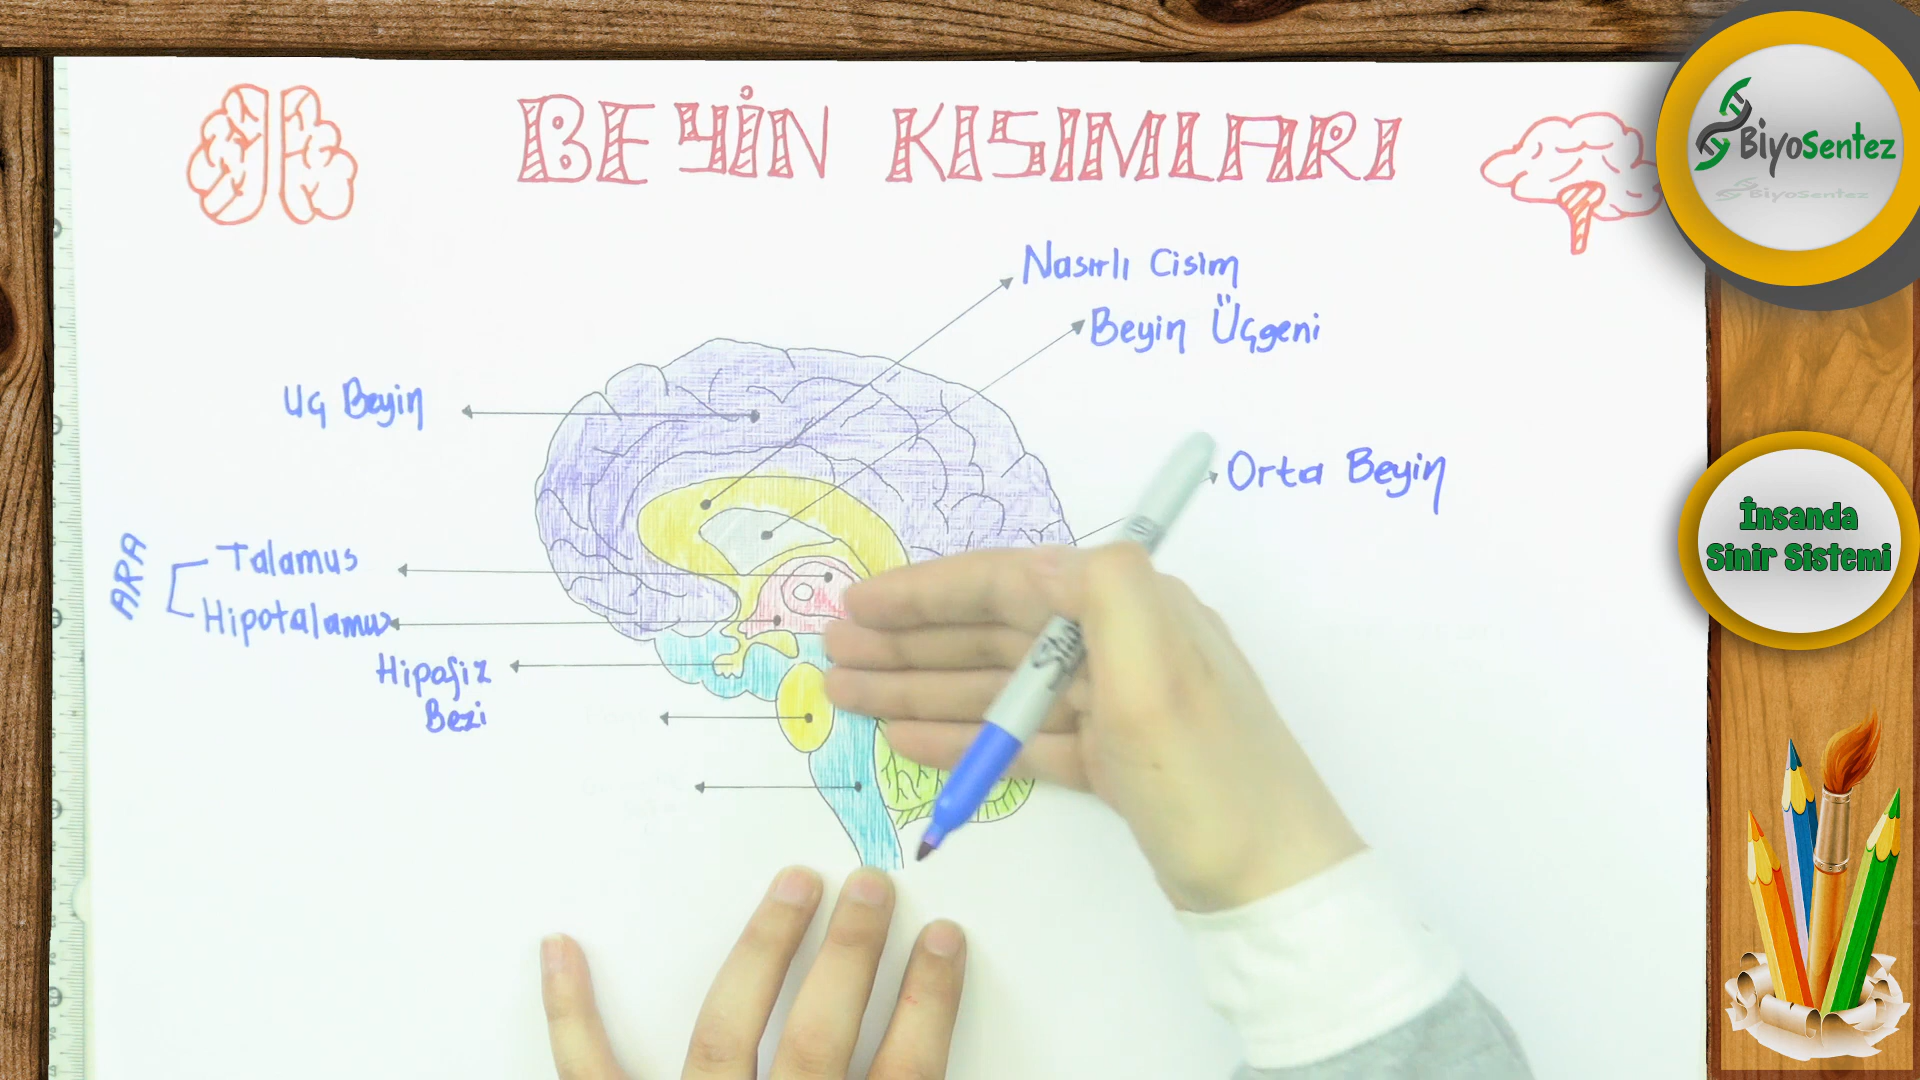 BEYİN KISIMLARI
BiyoSentez
BiyoSentez
Nasırlı Cisim
Beyin Üçgeni
Uç Beyin
Orta Beyin
İnsanda
Sinir Sistemi
ARA
Talamus
Hipotalamus
Hipofiz
Bezi